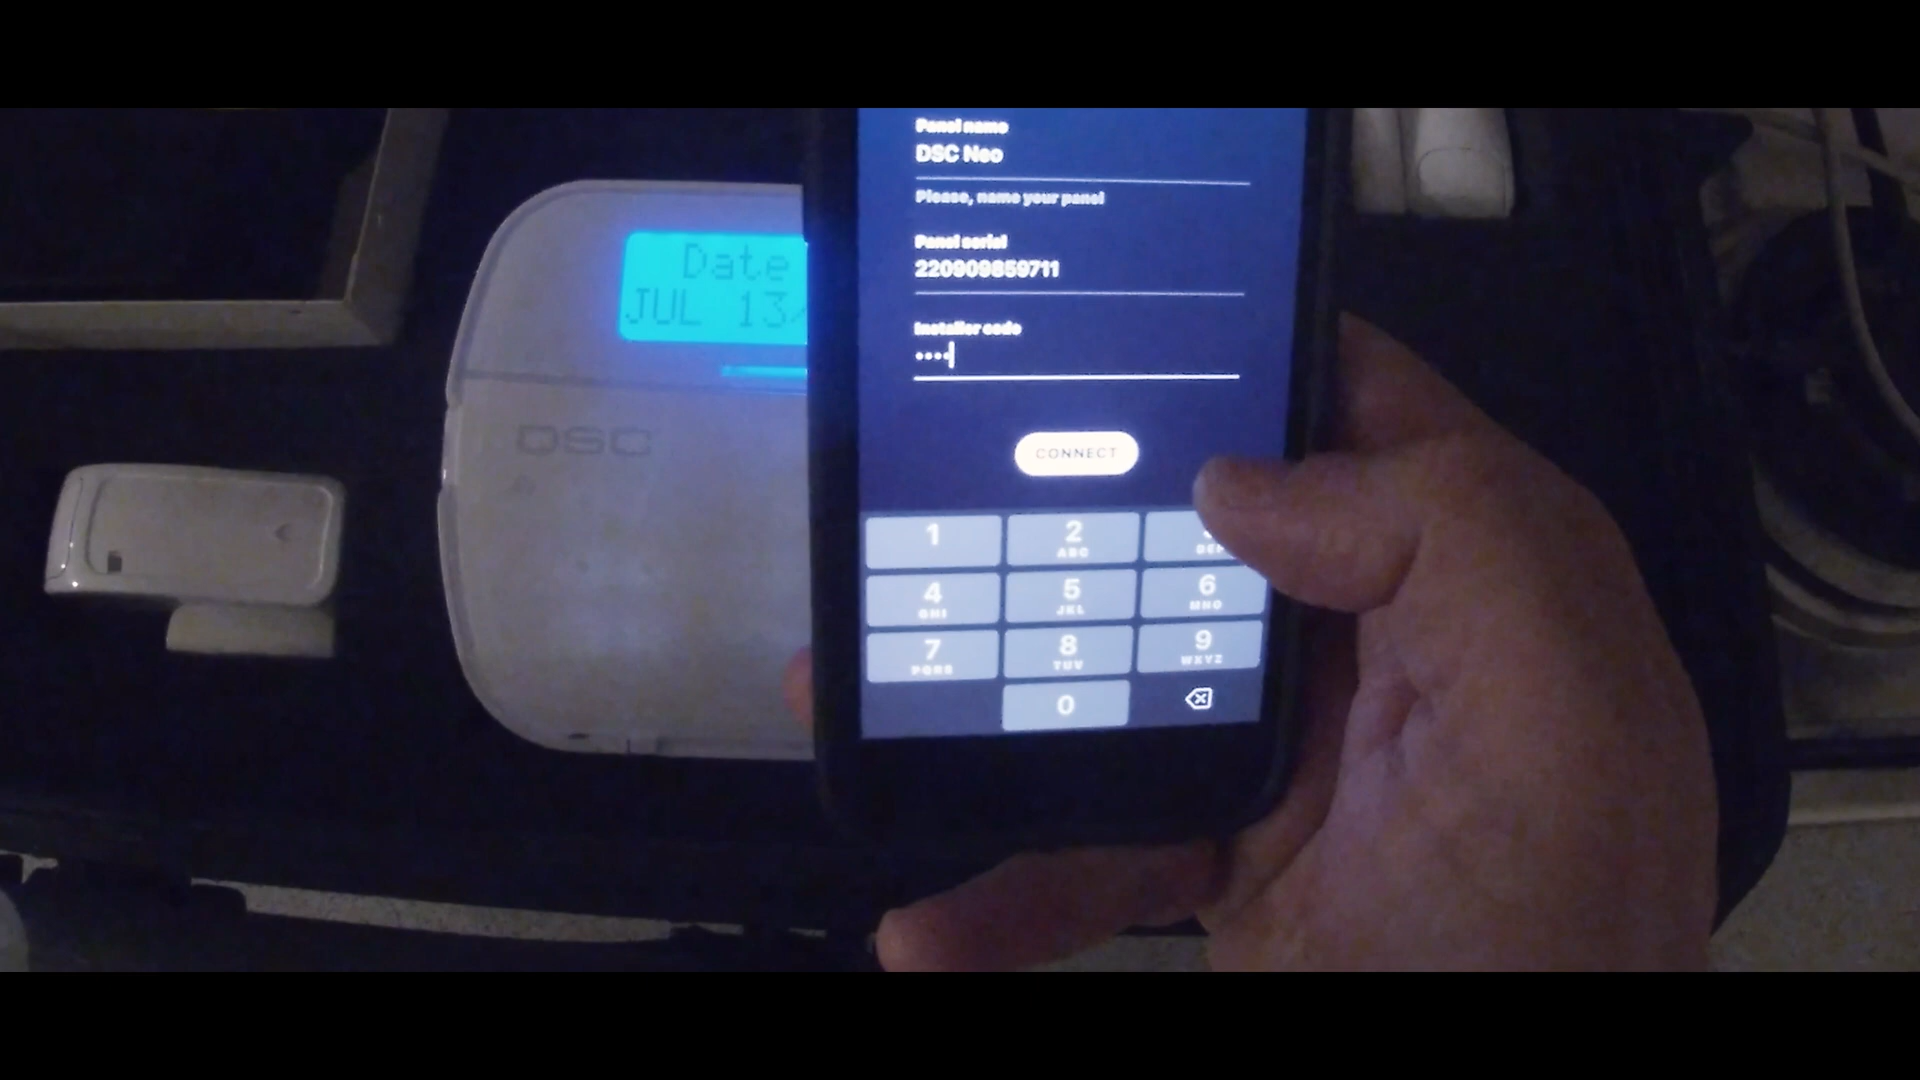 Date
JUL 13/
DSC
Panel name
DSC Neo
Please, name your panel
Panel serial
220909859711
Installer code
••••
CONNECT
1
2
ABC
DEF
4
GHI
5
JKL
6
MNO
7
PQRS
8
TUV
9
WXYZ
0